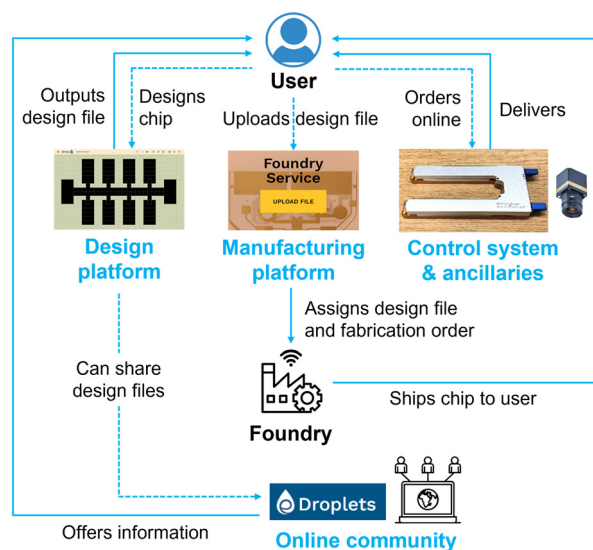 User
Outputs
design file
Designs
chip
Uploads design file
Orders
online
Delivers
Foundry
Service
UPLOAD FILE
Design
platform
Manufacturing
platform
Control system
& ancillaries
Assigns design file
and fabrication order
Can share
design files
Foundry
Ships chip to user
Droplets
Offers information
Online community